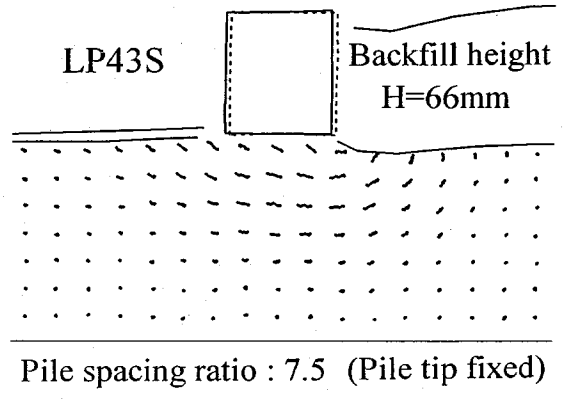 LP43S
Backfill height
H=66mm
Pile spacing ratio : 7.5 (Pile tip fixed)